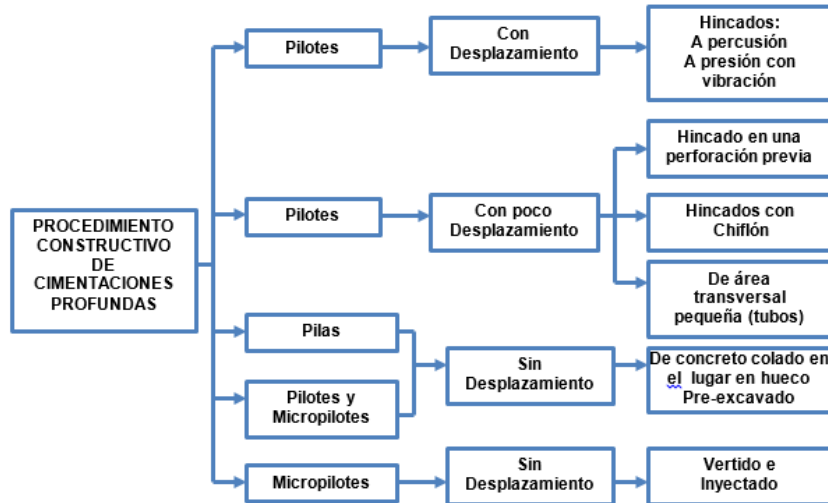 PROCEDIMIENTO
CONSTRUCTIVO
DE
CIMENTACIONES
PROFUNDAS
Pilotes
Con
Desplazamiento
Hincados:
A percusión
A presión con
vibración
Pilotes
Con poco
Desplazamiento
Hincado en una
perforación previa
Hincados con
Chiflón
De área
transversal
pequeña (tubos)
Pilas
Pilotes y
Micropilotes
Sin
Desplazamiento
De concreto colado en
el lugar en hueco
Pre-excavado
Micropilotes
Sin
Desplazamiento
Vertido e
Inyectado